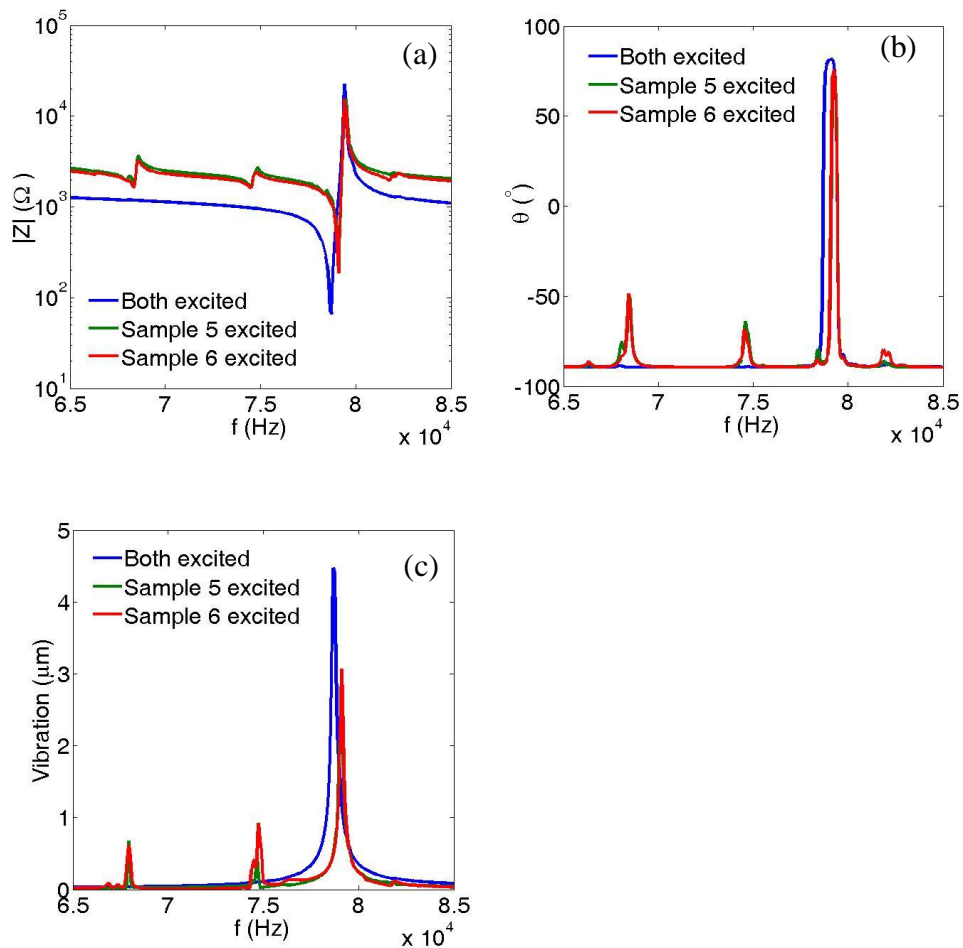 (a)
|Z| (Ω)
10^5
10^4
10^3
10^2
10^1
Both excited
Sample 5 excited
Sample 6 excited
6.5 7 7.5 8 8.5
f (Hz)
x 10^4
(b)
θ (°)
100
50
0
-50
-100
Both excited
Sample 5 excited
Sample 6 excited
6.5 7 7.5 8 8.5
f (Hz)
x 10^4
(c)
Vibration (μm)
5
4
3
2
1
0
Both excited
Sample 5 excited
Sample 6 excited
6.5 7 7.5 8 8.5
f (Hz)
x 10^4